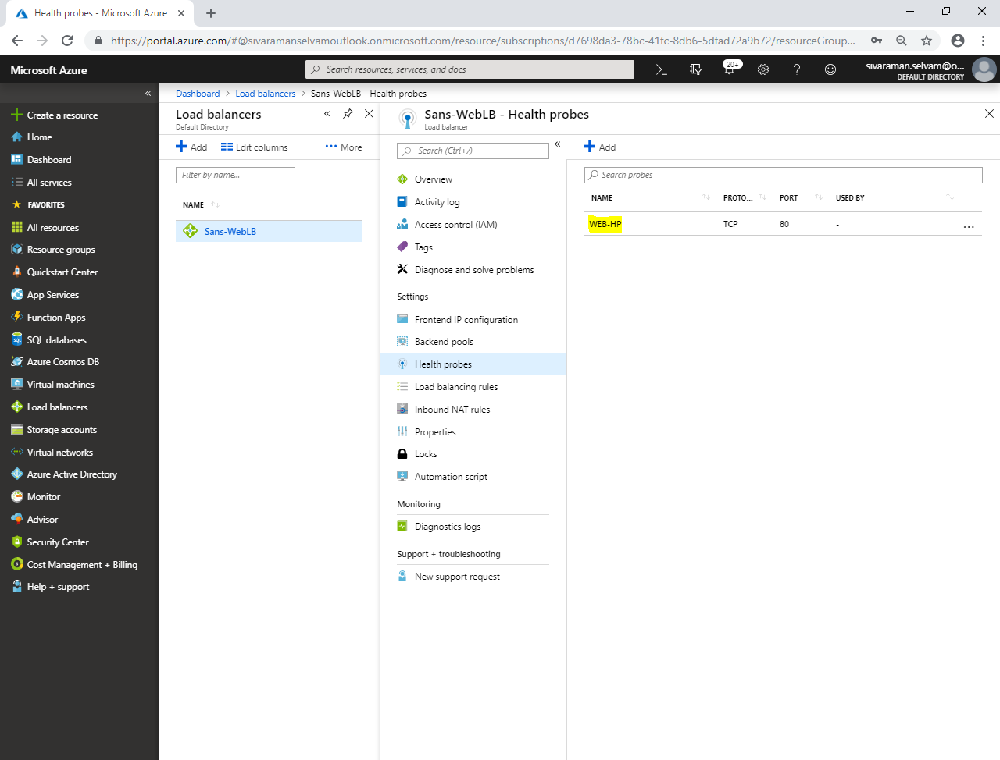 Health probes - Microsoft Azure
https://portal.azure.com/#@sivaramanselvamoutlook.onmicrosoft.com/resource/subscriptions/d7698da3-78bc-41fc-8db6-5dfad72a9b72/resourceGroup...
Microsoft Azure
Search resources, services, and docs
20+
sivaraman.selvam@o...
DEFAULT DIRECTORY
Create a resource
Home
Dashboard
All services
FAVORITES
All resources
Resource groups
Quickstart Center
App Services
Function Apps
SQL databases
Azure Cosmos DB
Virtual machines
Load balancers
Storage accounts
Virtual networks
Azure Active Directory
Monitor
Advisor
Security Center
Cost Management + Billing
Help + support
Dashboard > Load balancers > Sans-WebLB - Health probes
Load balancers
Default Directory
Add Edit columns ... More
Filter by name...
NAME
Sans-WebLB
Sans-WebLB - Health probes
Load balancer
Search (Ctrl+/)
Overview
Activity log
Access control (IAM)
Tags
Diagnose and solve problems
Settings
Frontend IP configuration
Backend pools
Health probes
Load balancing rules
Inbound NAT rules
Properties
Locks
Automation script
Monitoring
Diagnostics logs
Support + troubleshooting
New support request
Add
Search probes
NAME PROTO... PORT USED BY
WEB-HP TCP 80 - ...